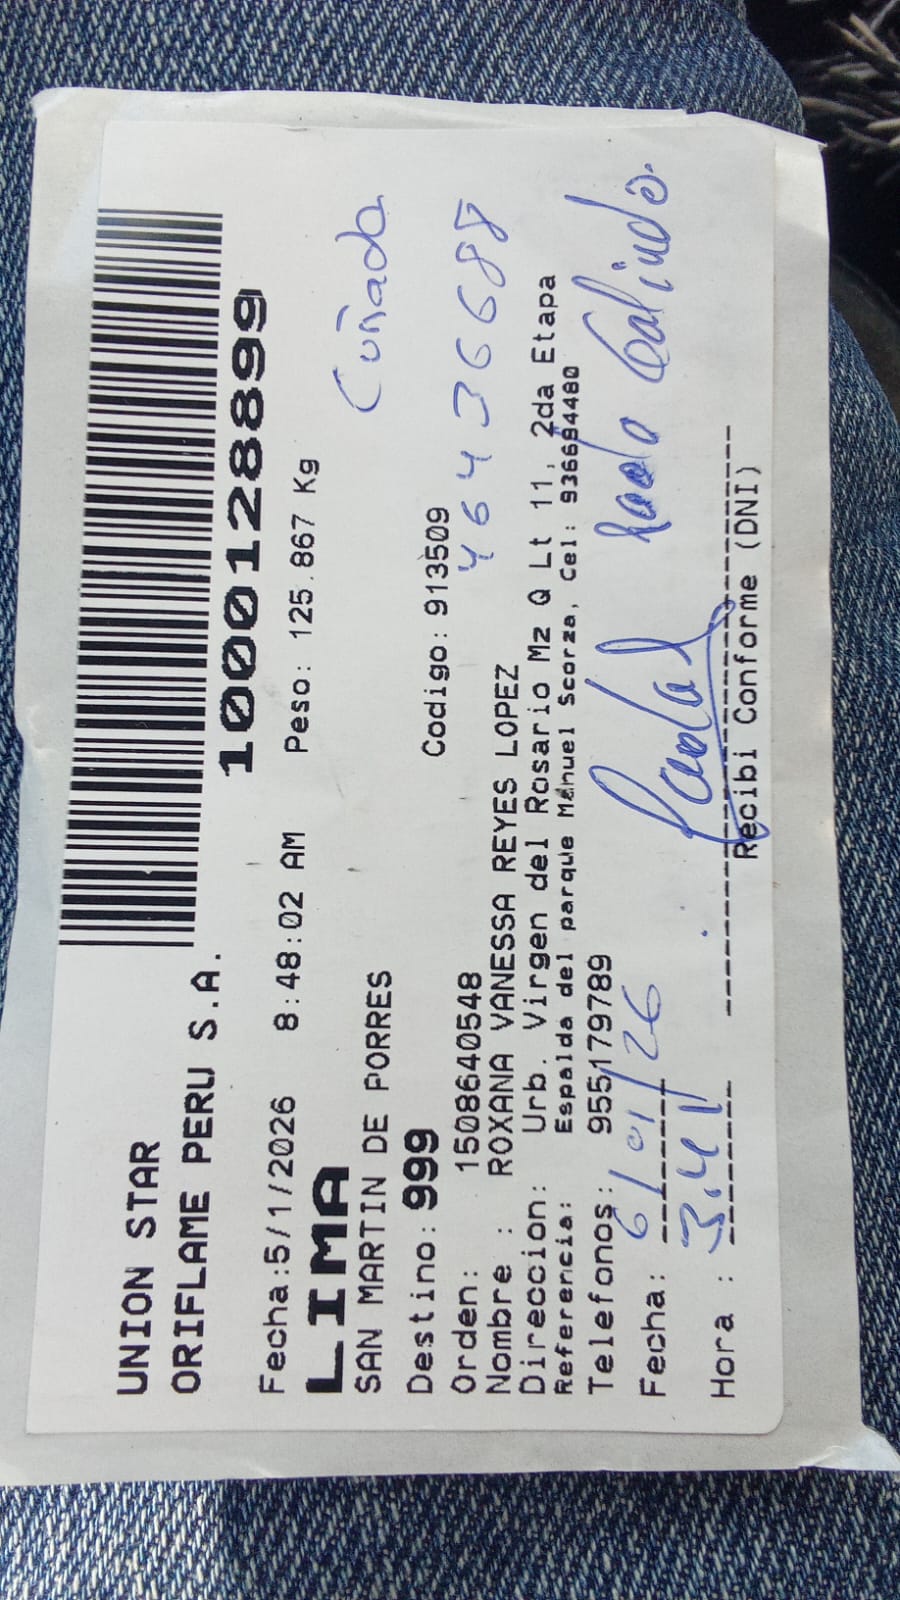 UNION STAR
ORIFLAME PERU S.A.
1000128899
Fecha:5/1/2026 8:48:02 AM Peso: 125.867 Kg
LIMA
Cuñada
SAN MARTIN DE PORRES
Destino: 999 Codigo: 913509
Orden: 1508640548 46436688
Nombre : ROXANA VANESSA REYES LOPEZ
Direccion: Urb. Virgen del Rosario Mz Q Lt 11, 2da Etapa
Referencia: Espalda del parque Manuel Scorza, Cel: 936684480
Telefonos: 955179789
Fecha: 6/01/26 Paola Galindo.
Hora : 3:41
Recibi Conforme (DNI)